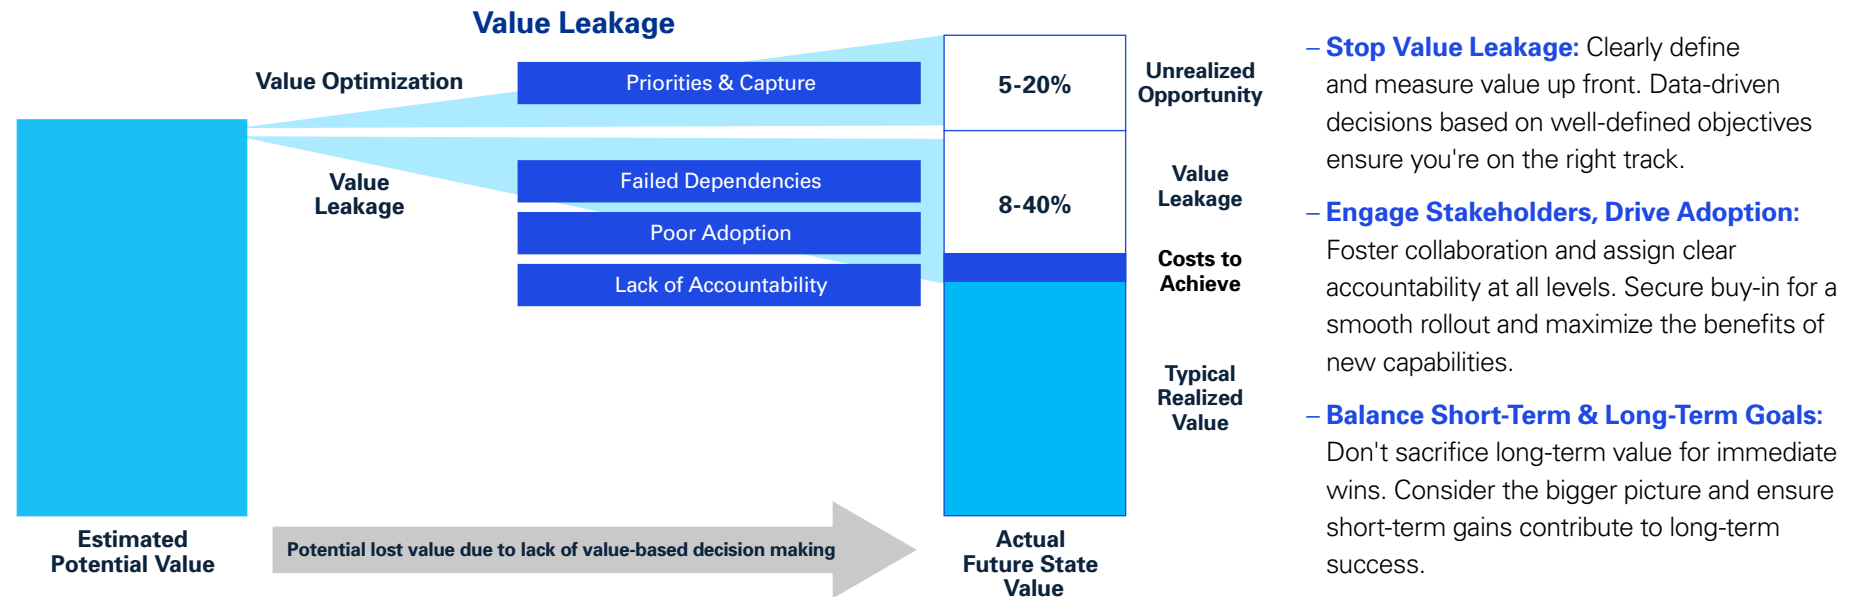 Value Leakage
Value Optimization
Priorities & Capture
Value
Leakage
Failed Dependencies
Poor Adoption
Lack of Accountability
5-20%
Unrealized
Opportunity
8-40%
Value
Leakage
Costs to
Achieve
Typical
Realized
Value
Estimated
Potential Value
Potential lost value due to lack of value-based decision making
Actual
Future State
Value
– Stop Value Leakage: Clearly define
and measure value up front. Data-driven
decisions based on well-defined objectives
ensure you're on the right track.
– Engage Stakeholders, Drive Adoption:
Foster collaboration and assign clear
accountability at all levels. Secure buy-in for a
smooth rollout and maximize the benefits of
new capabilities.
– Balance Short-Term & Long-Term Goals:
Don't sacrifice long-term value for immediate
wins. Consider the bigger picture and ensure
short-term gains contribute to long-term
success.